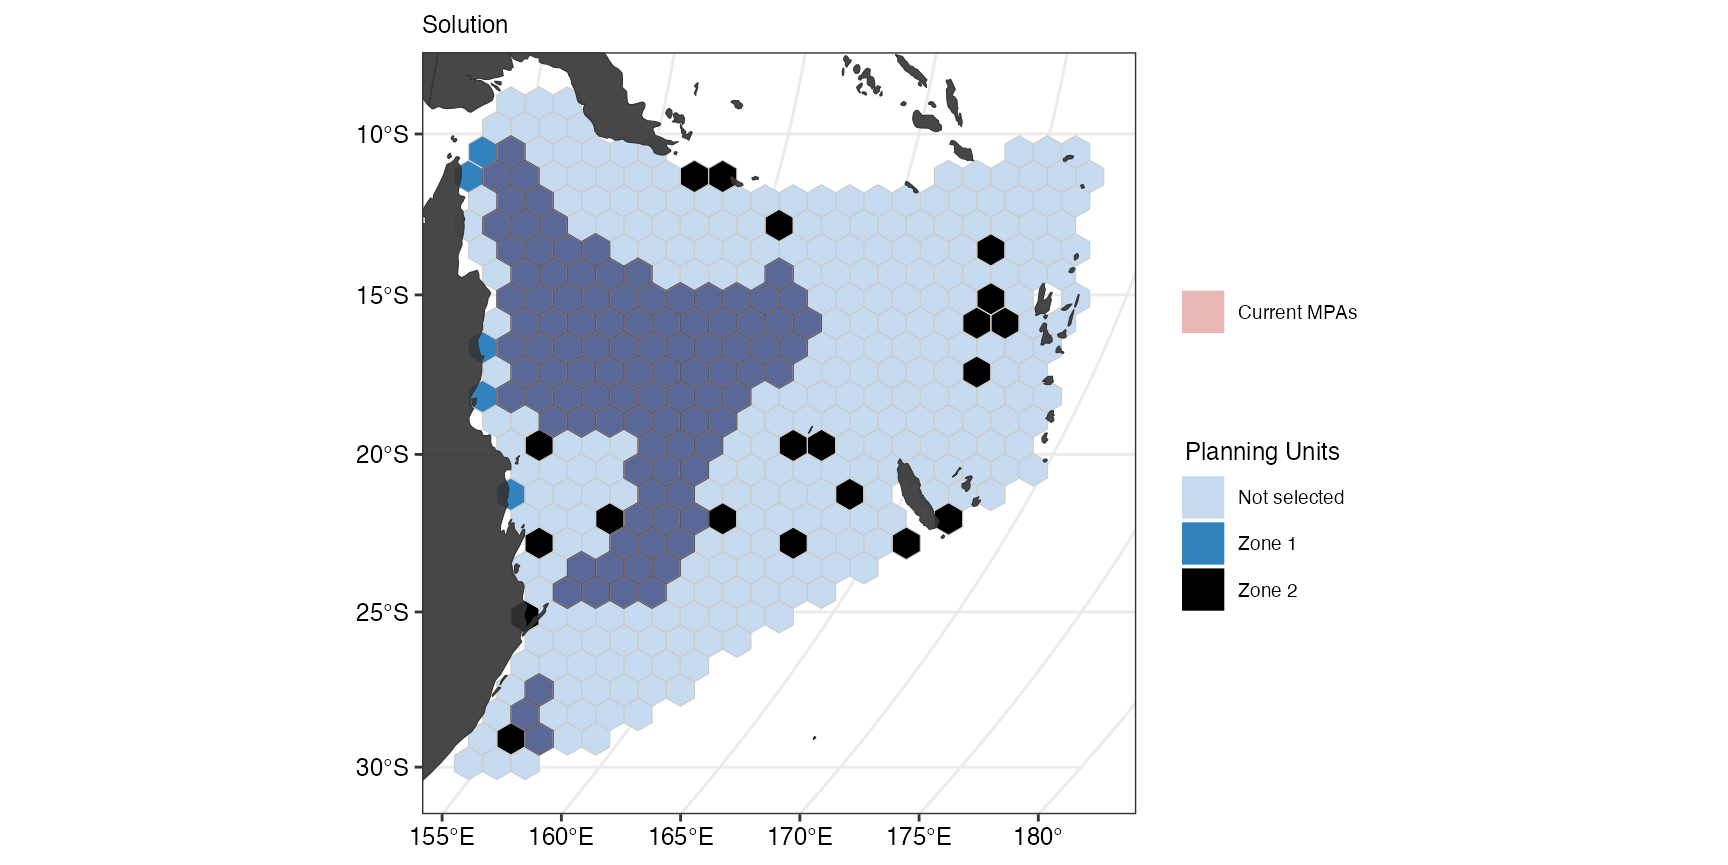 Solution
10°S
15°S
20°S
25°S
30°S
155°E
160°E
165°E
170°E
175°E
180°
Current MPAs
Planning Units
Not selected
Zone 1
Zone 2